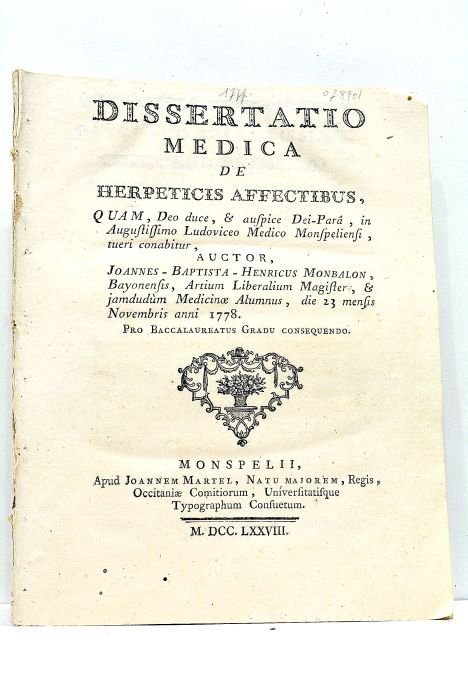 1777. 078901
DISSERTATIO
MEDICA
DE
HERPETICIS AFFECTIBUS,
QUAM, Deo duce, & auſpice Dei-Parâ, in
Auguſtiſſimo Ludoviceo Medico Monſpelienſi,
tueri conabitur,
AUCTOR,
JOANNES-BAPTISTA-HENRICUS MONBALON,
Bayonenſis, Artium Liberalium Magiſter, &
jamdudùm Medicinæ Alumnus, die 23 menſis
Novembris anni 1778.
PRO BACCALAUREATUS GRADU CONSEQUENDO.
MONSPELII,
Apud JOANNEM MARTEL, NATU MAJOREM, Regis,
Occitaniæ Comitiorum, Univerſitatiſque
Typographum Conſuetum.
M. DCC. LXXVIII.